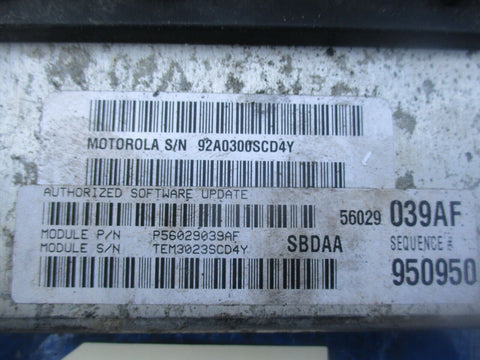 MOTOROLA S/N 92A0300SCD4Y
AUTHORIZED SOFTWARE UPDATE
56029 039AF
MODULE P/N P56029039AF
MODULE S/N TEM3023SCD4Y
SBDAA
SEQUENCE #
950950